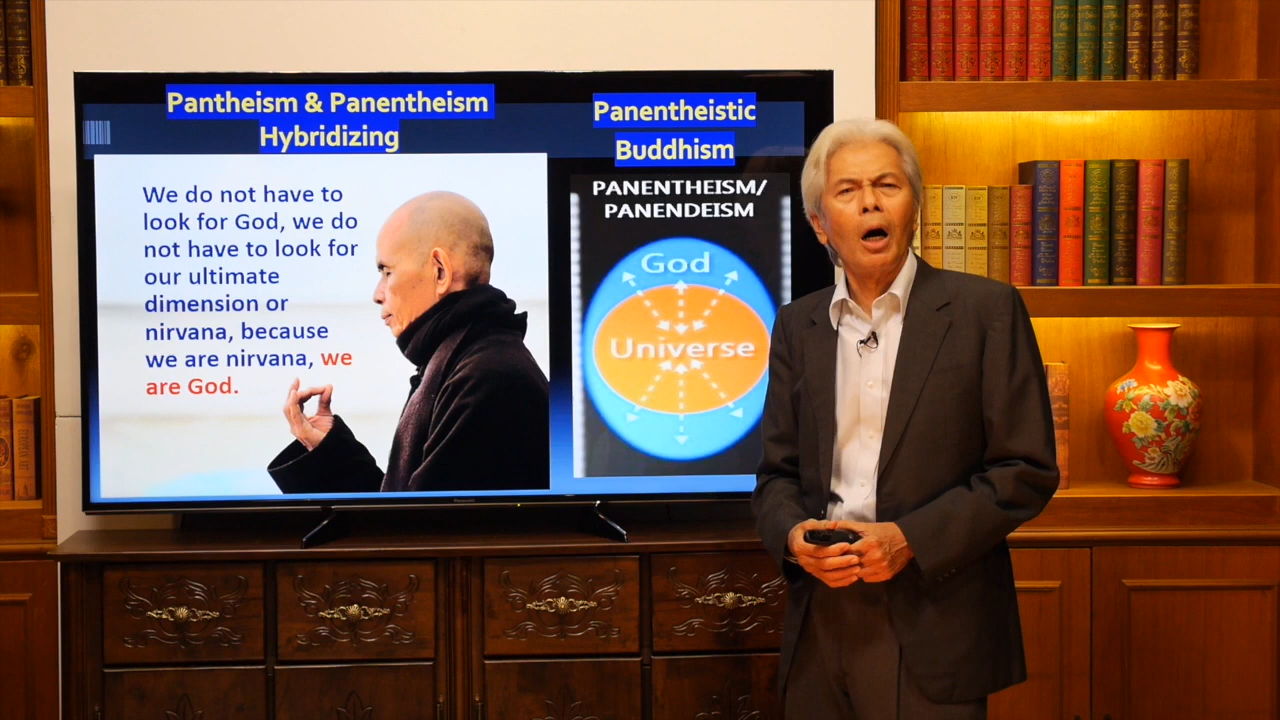 Pantheism & Panentheism
Hybridizing
We do not have to
look for God, we do
not have to look for
our ultimate
dimension or
nirvana, because
we are nirvana, we
are God.
Panentheistic
Buddhism
PANENTHEISM/
PANENDEISM
God
Universe
Panasonic